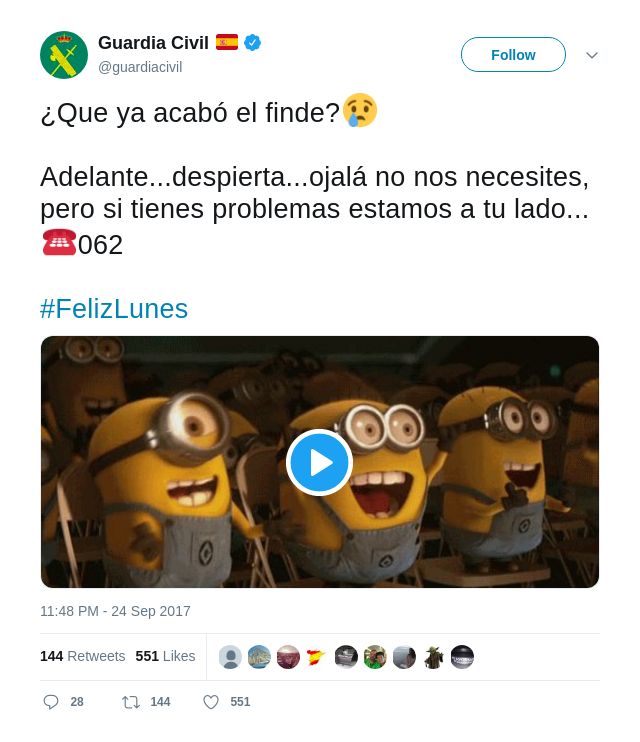 Guardia Civil 🇪🇸
@guardiacivil
Follow
¿Que ya acabó el finde?😢
Adelante...despierta...ojalá no nos necesites,
pero si tienes problemas estamos a tu lado...
☎️062
#FelizLunes
11:48 PM - 24 Sep 2017
144 Retweets 551 Likes
28 144 551